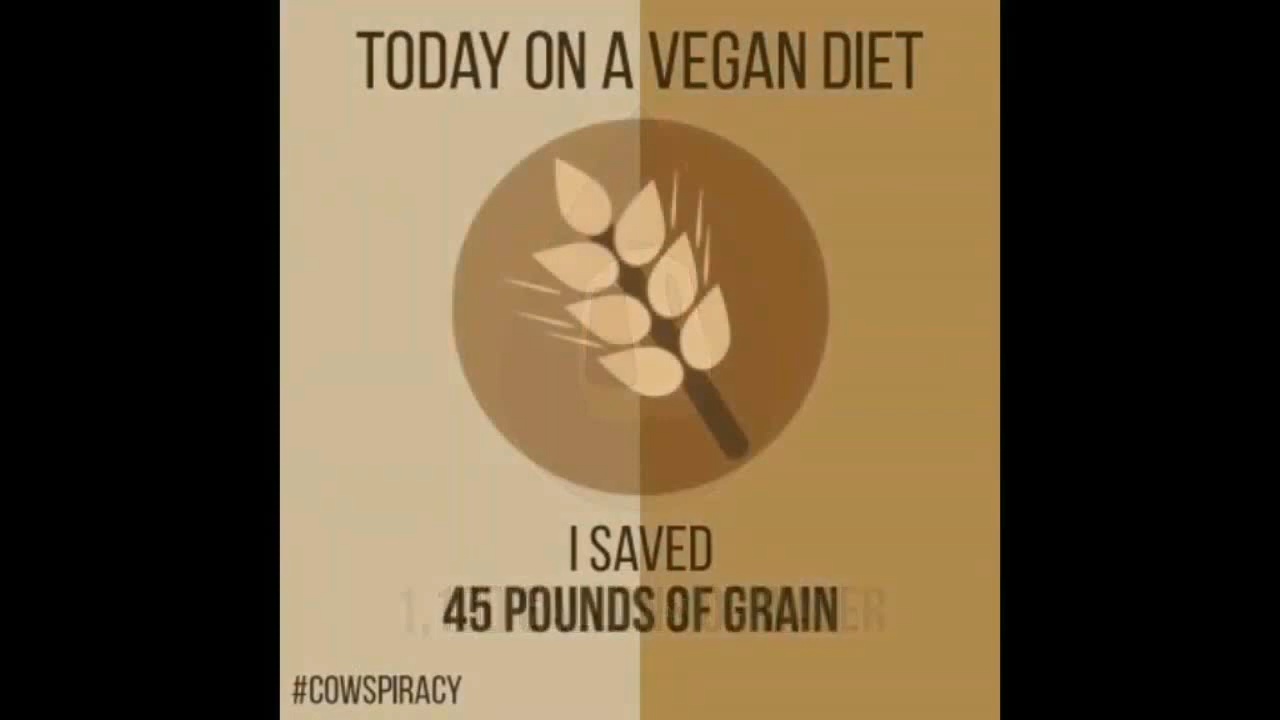 TODAY ON A VEGAN DIET
I SAVED
45 POUNDS OF GRAIN
#COWSPIRACY